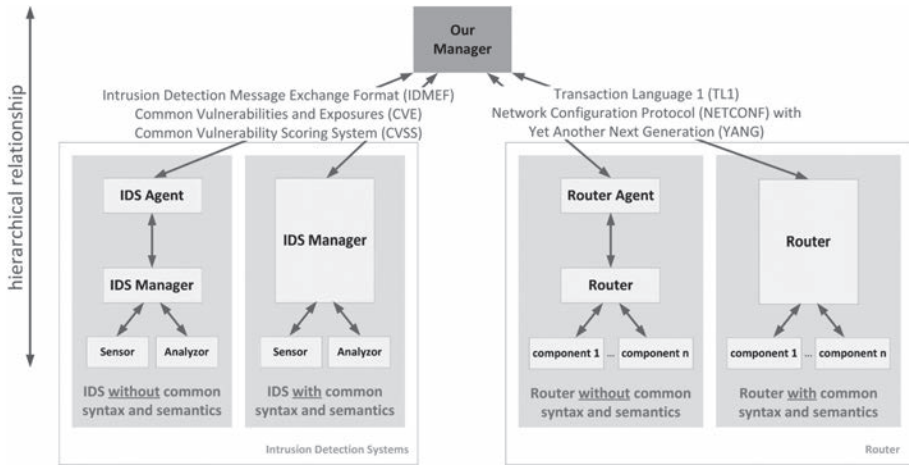 hierarchical relationship
Our
Manager
Intrusion Detection Message Exchange Format (IDMEF)
Common Vulnerabilities and Exposures (CVE)
Common Vulnerability Scoring System (CVSS)
Transaction Language 1 (TL1)
Network Configuration Protocol (NETCONF) with
Yet Another Next Generation (YANG)
IDS Agent
IDS Manager
Sensor
Analyzor
IDS without common
syntax and semantics
IDS Manager
Sensor
Analyzor
IDS with common
syntax and semantics
Intrusion Detection Systems
Router Agent
Router
component 1 ... component n
Router without common
syntax and semantics
Router
component 1 ... component n
Router with common
syntax and semantics
Router